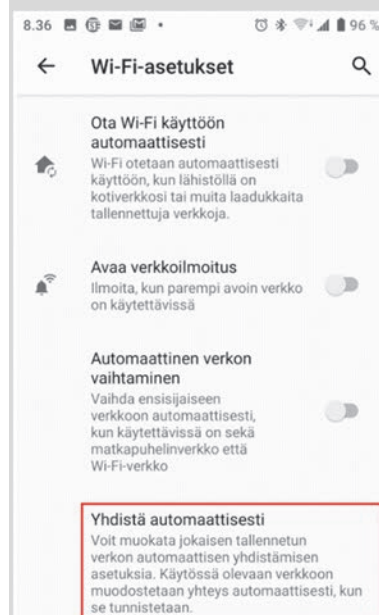 8.36 96 %
Wi-Fi-asetukset
Ota Wi-Fi käyttöön
automaattisesti
Wi-Fi otetaan automaattisesti
käyttöön, kun lähistöllä on
kotiverkkosi tai muita laadukkaita
tallennettuja verkkoja.
Avaa verkkoilmoitus
Ilmoita, kun parempi avoin verkko
on käytettävissä
Automaattinen verkon
vaihtaminen
Vaihda ensisijaiseen
verkkoon automaattisesti,
kun käytettävissä on sekä
matkapuhelinverkko että
Wi-Fi-verkko
Yhdistä automaattisesti
Voit muokata jokaisen tallennetun
verkon automaattisen yhdistämisen
asetuksia. Käytössä olevaan verkkoon
muodostetaan yhteys automaattisesti, kun
se tunnistetaan.